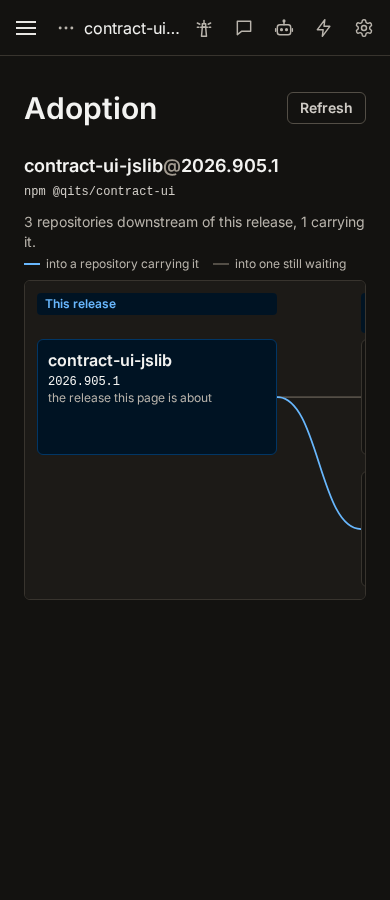 contract-ui...
Adoption
Refresh
contract-ui-jslib@2026.905.1
npm @qits/contract-ui
3 repositories downstream of this release, 1 carrying
it.
into a repository carrying it
into one still waiting
This release
contract-ui-jslib
2026.905.1
the release this page is about